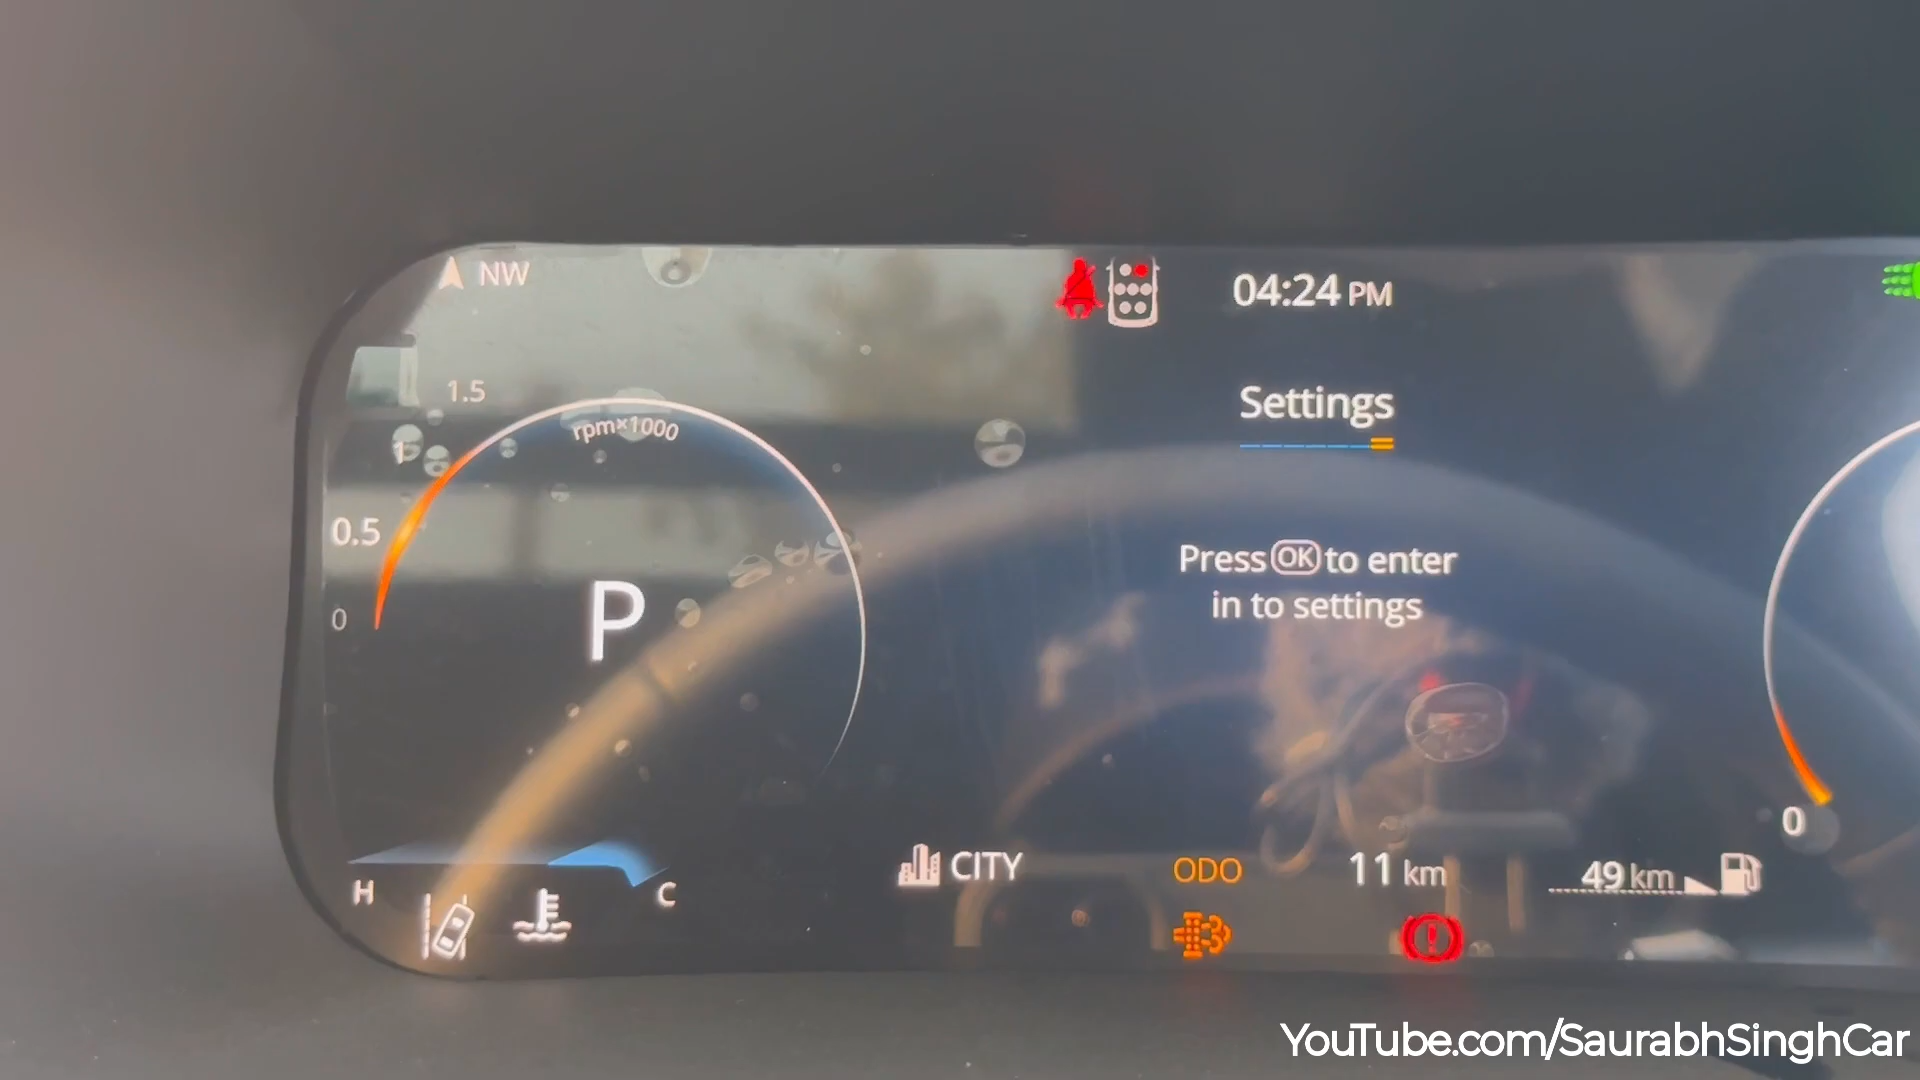 NW
04:24 PM
1.5
rpm×1000
1
0.5
0
P
Settings
Press OK to enter
in to settings
0
H
C
CITY
ODO
11 km
49 km
YouTube.com/SaurabhSinghCar